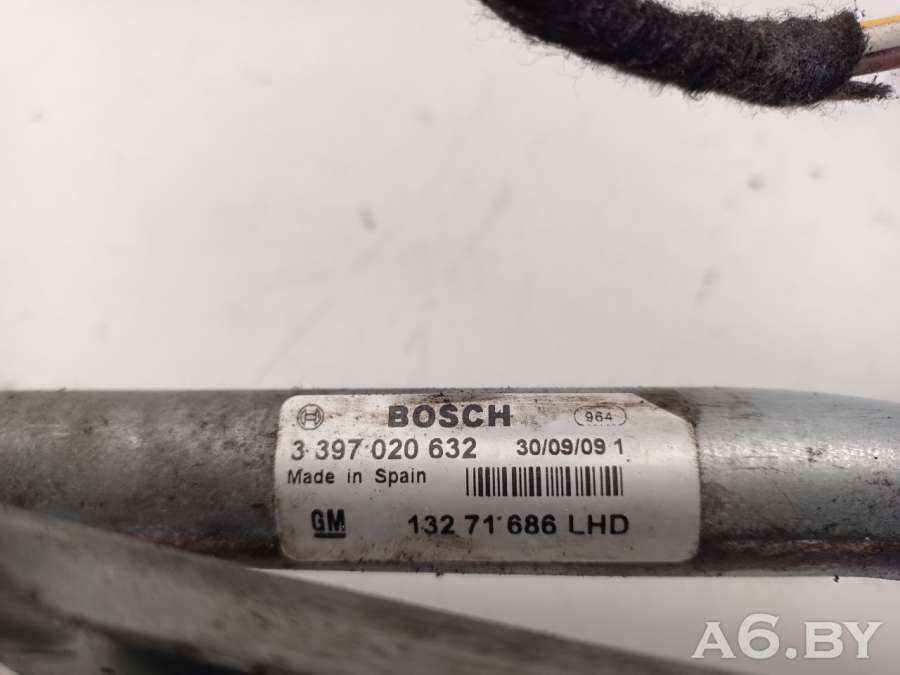 BOSCH 964
3 397 020 632 30/09/09 1
Made in Spain
GM 132 71 686 LHD
A6.BY